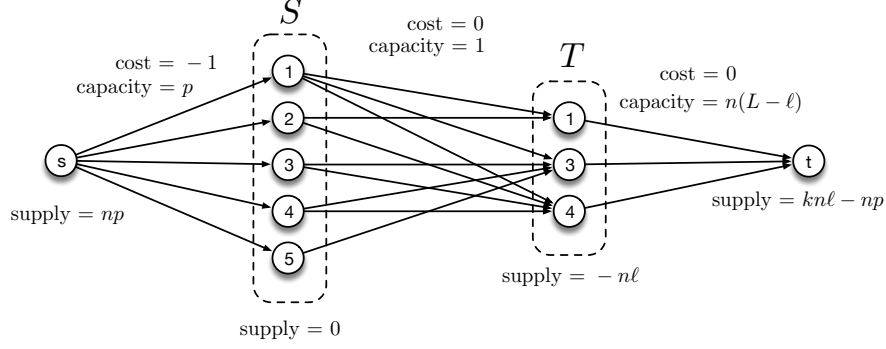 S
cost = 0
capacity = 1
T
cost = −1
capacity = p
cost = 0
capacity = n(L − ℓ)
1
2
3
4
5
1
3
4
s
t
supply = np
supply = knℓ − np
supply = −nℓ
supply = 0